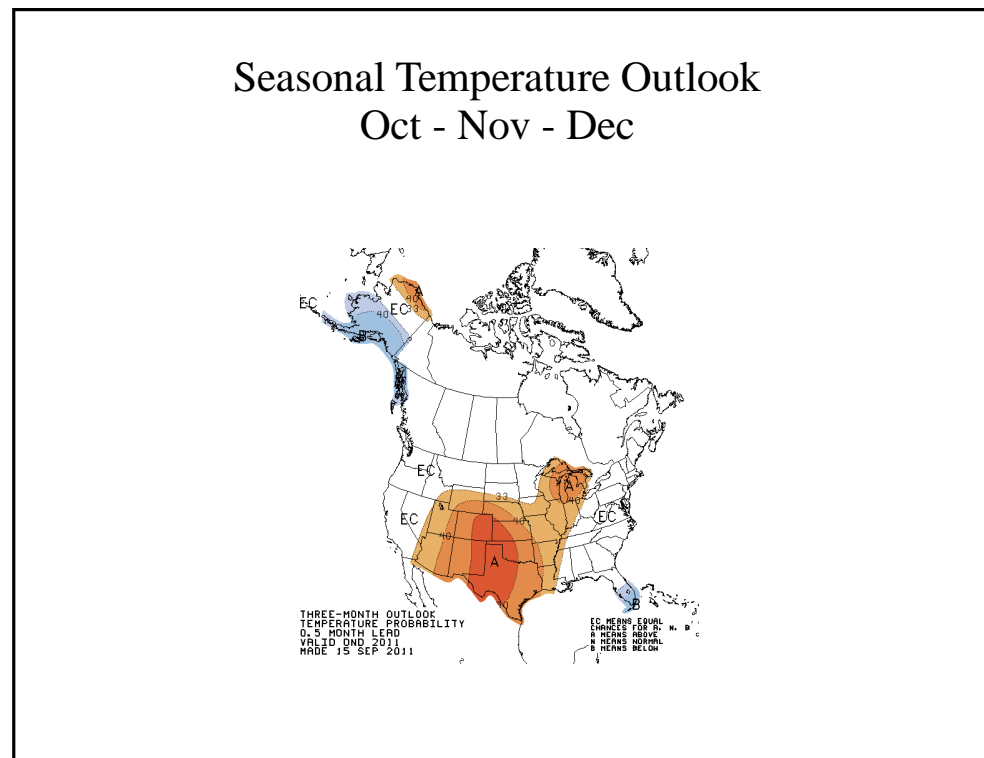 Seasonal Temperature Outlook
Oct - Nov - Dec
EC
A
40
EC
33
40
B
EC
A
33
40
EC
40
EC
40
A
40
B
THREE-MONTH OUTLOOK
TEMPERATURE PROBABILITY
0.5 MONTH LEAD
VALID OND 2011
MADE 15 SEP 2011
EC MEANS EQUAL
CHANCES FOR A, N, B
A MEANS ABOVE
N MEANS NORMAL
B MEANS BELOW